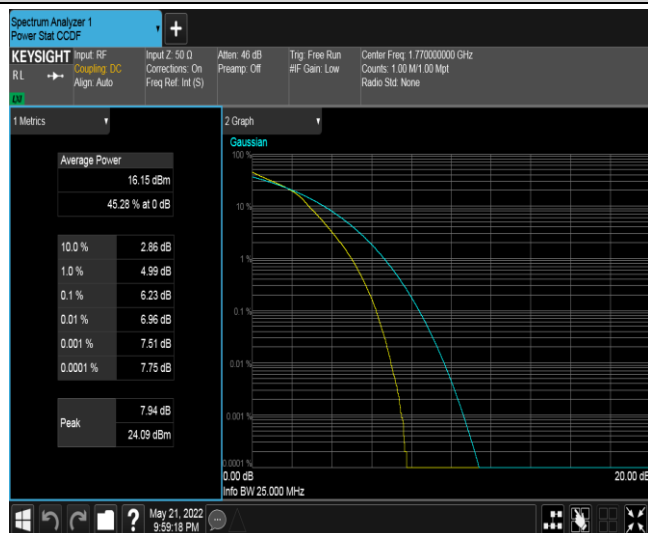 Spectrum Analyzer 1
Power Stat CCDF
+
KEYSIGHT
RL
LXI
Input: RF
Coupling: DC
Align: Auto
Input Z: 50 Ω
Corrections: On
Freq Ref: Int (S)
Atten: 46 dB
Preamp: Off
Trig: Free Run
#IF Gain: Low
Center Freq: 1.770000000 GHz
Counts: 1.00 M/1.00 Mpt
Radio Std: None
1 Metrics
Average Power
16.15 dBm
45.28 % at 0 dB
10.0 % 2.86 dB
1.0 % 4.99 dB
0.1 % 6.23 dB
0.01 % 6.96 dB
0.001 % 7.51 dB
0.0001 % 7.75 dB
Peak
7.94 dB
24.09 dBm
2 Graph
Gaussian
100 %
10 %
1 %
0.1 %
0.01 %
0.001 %
0.0001 %
0.00 dB 20.00 dB
Info BW 25.000 MHz
?
May 21, 2022
9:59:18 PM